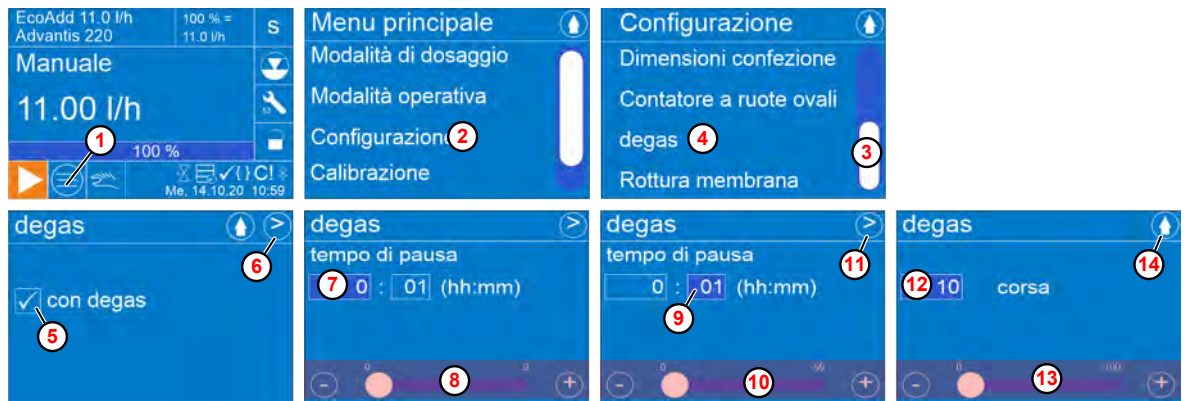 EcoAdd 11.0 l/h
Advantis 220
100 % =
11.0 l/h
S
Manuale
11.00 l/h
1
100 %
C!
Me, 14.10.20 10:59
Menu principale
Modalità di dosaggio
Modalità operativa
Configurazione
2
Calibrazione
Configurazione
Dimensioni confezione
Contatore a ruote ovali
degas
4
3
Rottura membrana
degas
>
6
con degas
5
degas
>
tempo di pausa
7
0 : 01 (hh:mm)
0
8
- 8 +
degas
>
11
tempo di pausa
0 : 01 (hh:mm)
9
0
- 10 +
degas
14
12
10 corsa
0 100
- 13 +